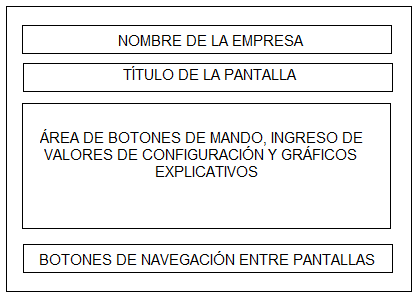 NOMBRE DE LA EMPRESA
TÍTULO DE LA PANTALLA
ÁREA DE BOTONES DE MANDO, INGRESO DE
VALORES DE CONFIGURACIÓN Y GRÁFICOS
EXPLICATIVOS
BOTONES DE NAVEGACIÓN ENTRE PANTALLAS